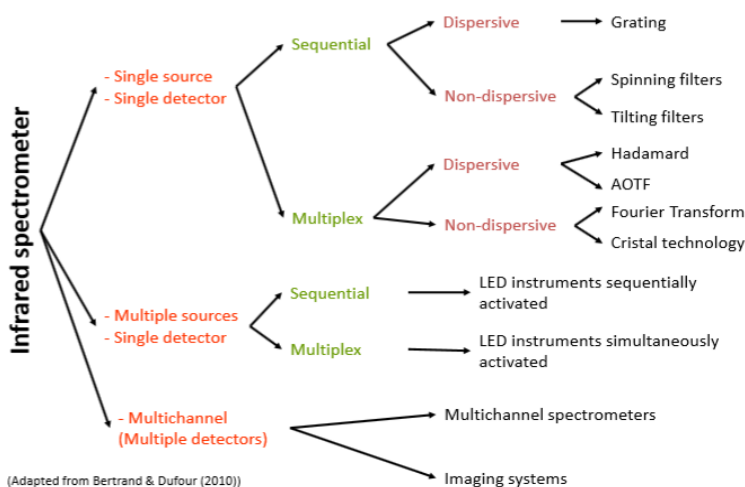 Infrared spectrometer
- Single source
- Single detector
Sequential
Dispersive
Grating
Non-dispersive
Spinning filters
Tilting filters
Multiplex
Dispersive
Hadamard
AOTF
Non-dispersive
Fourier Transform
Cristal technology
- Multiple sources
- Single detector
Sequential
LED instruments sequentially
activated
Multiplex
LED instruments simultaneously
activated
- Multichannel
(Multiple detectors)
Multichannel spectrometers
Imaging systems
(Adapted from Bertrand & Dufour (2010))